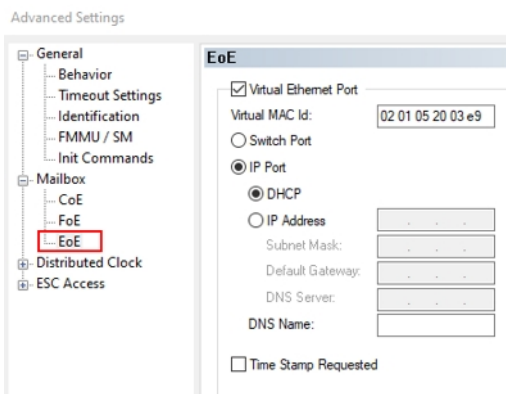 Advanced Settings
General
Behavior
Timeout Settings
Identification
FMMU / SM
Init Commands
Mailbox
CoE
FoE
EoE
Distributed Clock
ESC Access
EoE
Virtual Ethernet Port
Virtual MAC Id: 02 01 05 20 03 e9
Switch Port
IP Port
DHCP
IP Address . . .
Subnet Mask: . . .
Default Gateway: . . .
DNS Server: . . .
DNS Name:
Time Stamp Requested